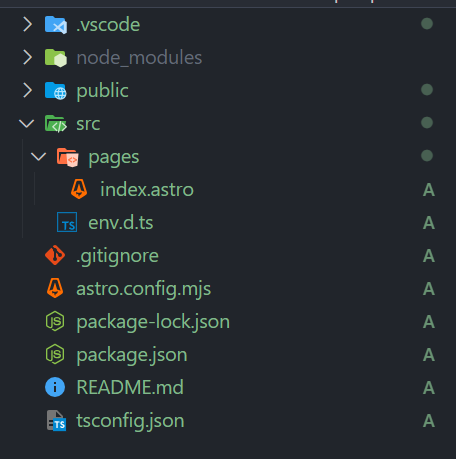 .vscode
node_modules
public
src
pages
index.astro A
TS env.d.ts A
.gitignore A
astro.config.mjs A
JS package-lock.json A
JS package.json A
i README.md A
TS tsconfig.json A